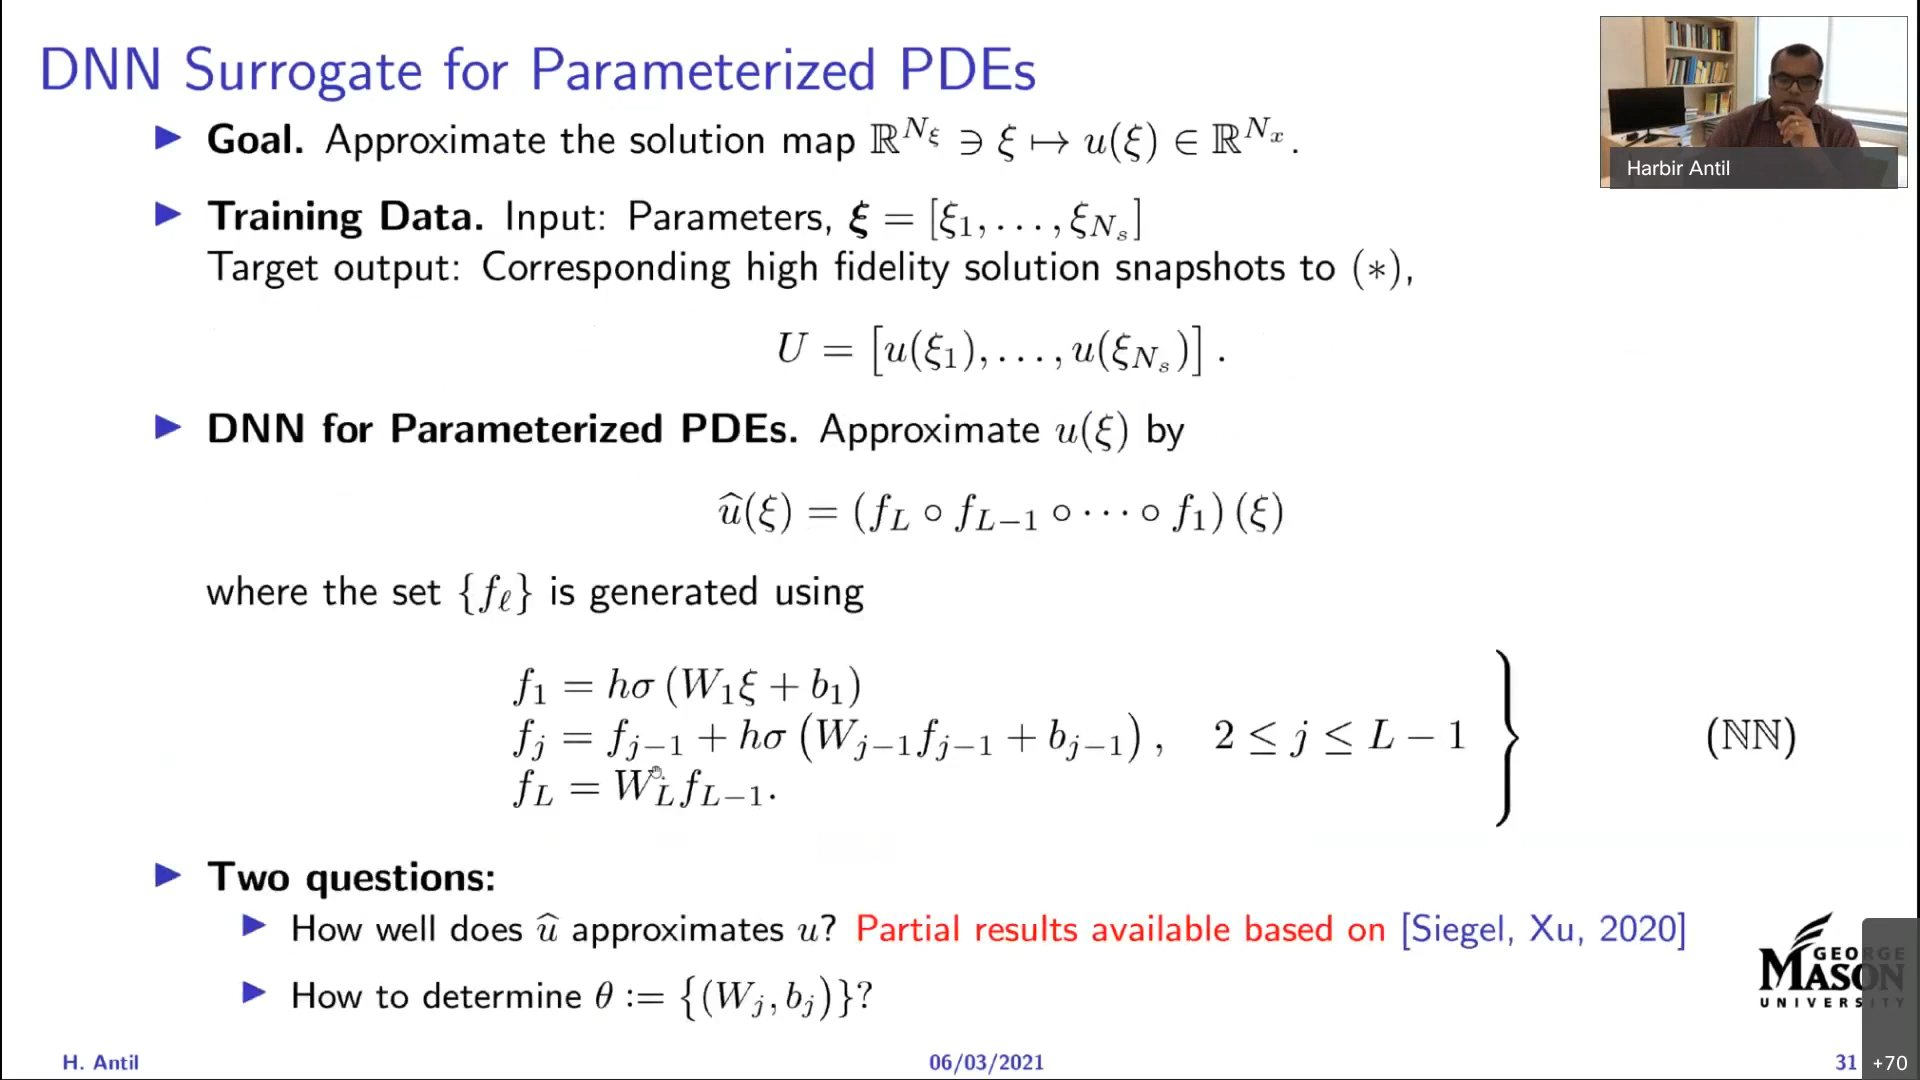 DNN Surrogate for Parameterized PDEs
Harbir Antil
▶ Goal. Approximate the solution map ℝ^{N_ξ} ∋ ξ ↦ u(ξ) ∈ ℝ^{N_x}.
▶ Training Data. Input: Parameters, ξ = [ξ_1, . . . , ξ_{N_s}]
Target output: Corresponding high fidelity solution snapshots to (∗),
U = [u(ξ_1), . . . , u(ξ_{N_s})] .
▶ DNN for Parameterized PDEs. Approximate u(ξ) by
û(ξ) = (f_L ∘ f_{L−1} ∘ · · · ∘ f_1) (ξ)
where the set {f_ℓ} is generated using
f_1 = hσ (W_1ξ + b_1)
f_j = f_{j−1} + hσ (W_{j−1}f_{j−1} + b_{j−1}) , 2 ≤ j ≤ L − 1
f_L = W_L f_{L−1}.
(ℕℕ)
▶ Two questions:
▶ How well does û approximates u? Partial results available based on [Siegel, Xu, 2020]
▶ How to determine θ := {(W_j, b_j)}?
GEORGE
MASON
UNIVERSITY
H. Antil
06/03/2021
31
+70